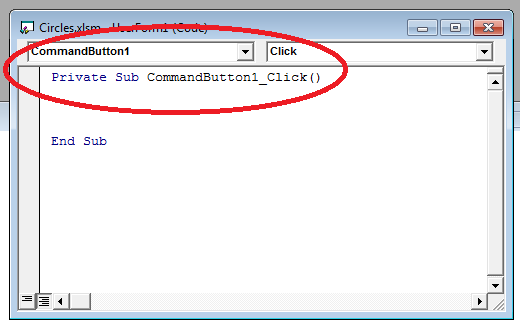 Circles.xlsm - UserForm1 (Code)
CommandButton1 Click
Private Sub CommandButton1_Click()
End Sub